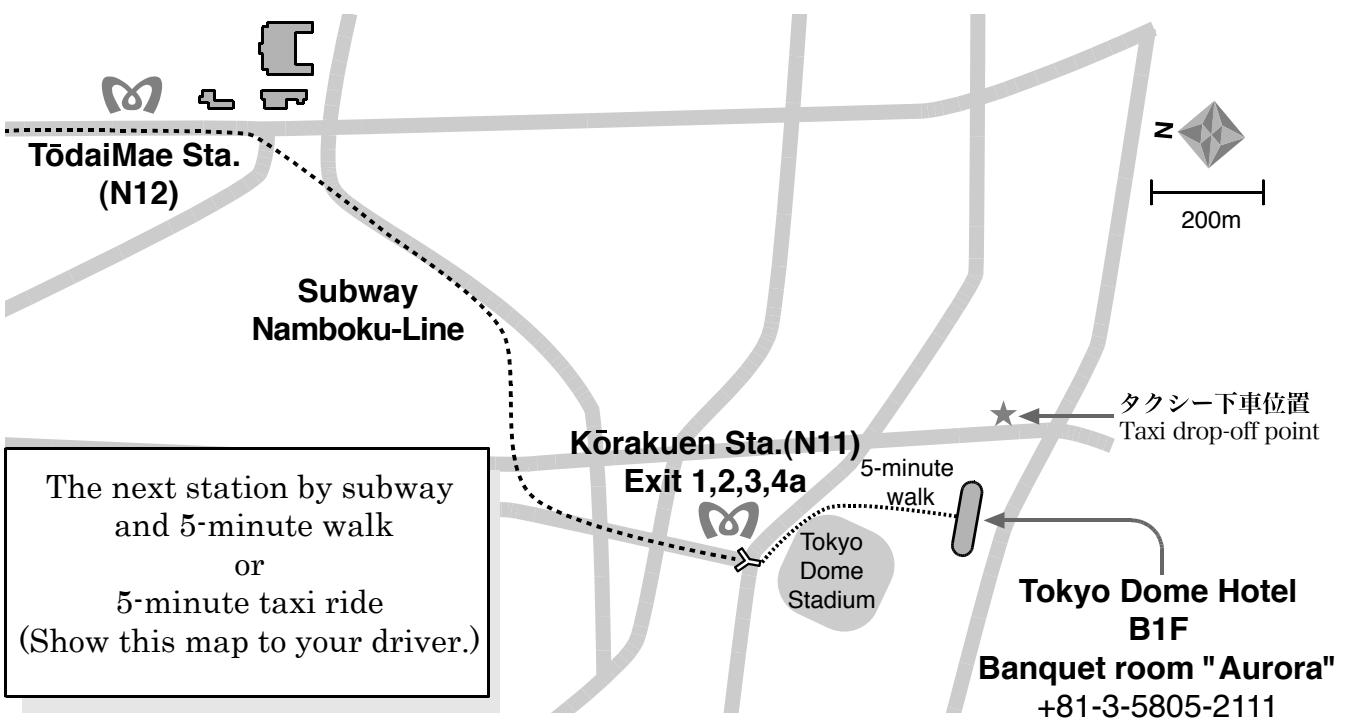 TōdaiMae Sta.
(N12)
N
200m
Subway
Namboku-Line
タクシー下車位置
Taxi drop-off point
Kōrakuen Sta.(N11)
Exit 1,2,3,4a
5-minute
walk
The next station by subway
and 5-minute walk
or
5-minute taxi ride
(Show this map to your driver.)
Tokyo
Dome
Stadium
Tokyo Dome Hotel
B1F
Banquet room "Aurora"
+81-3-5805-2111